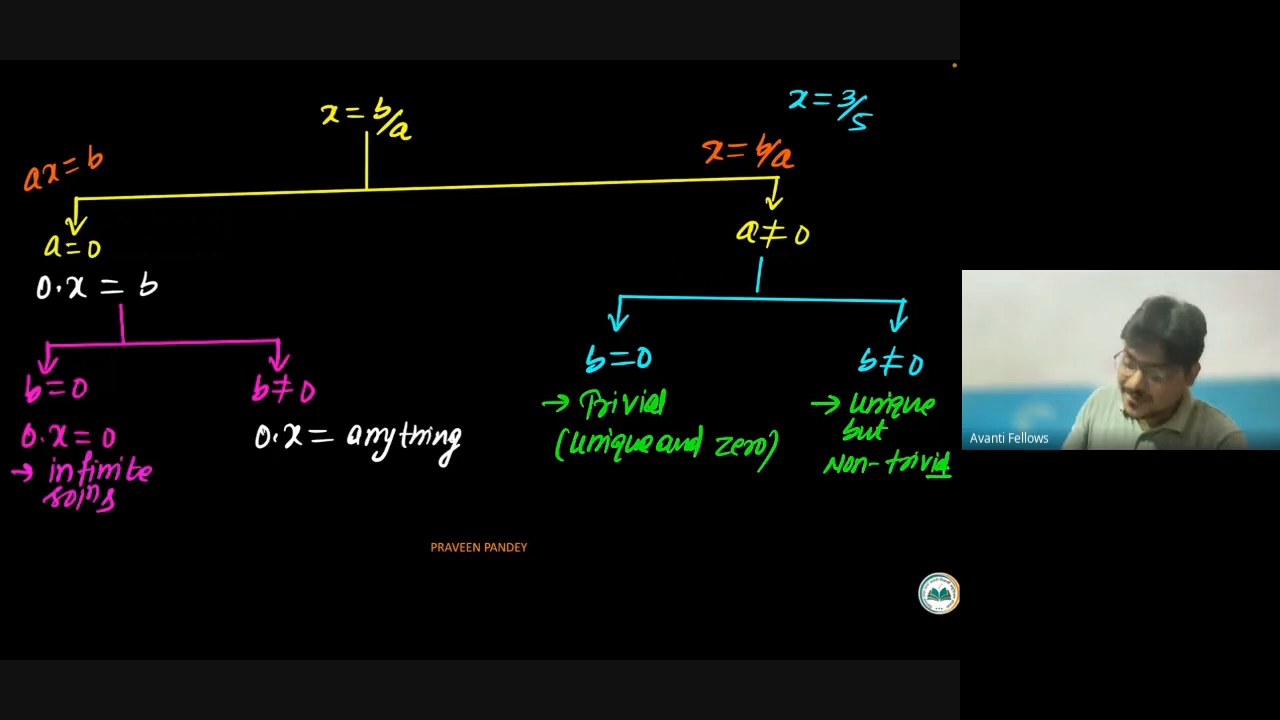 x = b/a
x = 3/5
ax = b
x = b/a
a = 0
a ≠ 0
0.x = b
b = 0
b ≠ 0
b = 0
b ≠ 0
0.x = 0
→ infinite
solns
0.x = anything
→ Trivial
(unique and zero)
→ unique
but
Non-trivial
Avanti Fellows
PRAVEEN PANDEY